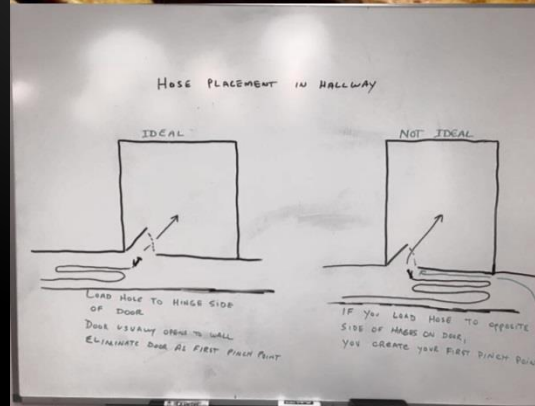 HOSE PLACEMENT IN HALLWAY
IDEAL
LOAD HOSE TO HINGE SIDE
OF DOOR
DOOR USUALLY OPENS TO WALL
ELIMINATE DOOR AS FIRST PINCH POINT
NOT IDEAL
IF YOU LOAD HOSE TO OPPOSITE
SIDE OF HINGES ON DOOR,
YOU CREATE YOUR FIRST PINCH POIN